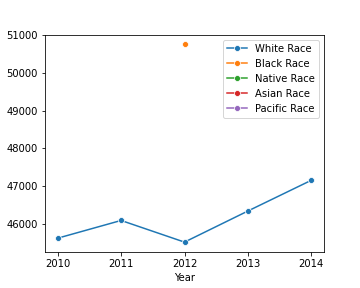 51000
50000
49000
48000
47000
46000
2010 2011 2012 2013 2014
Year
White Race
Black Race
Native Race
Asian Race
Pacific Race